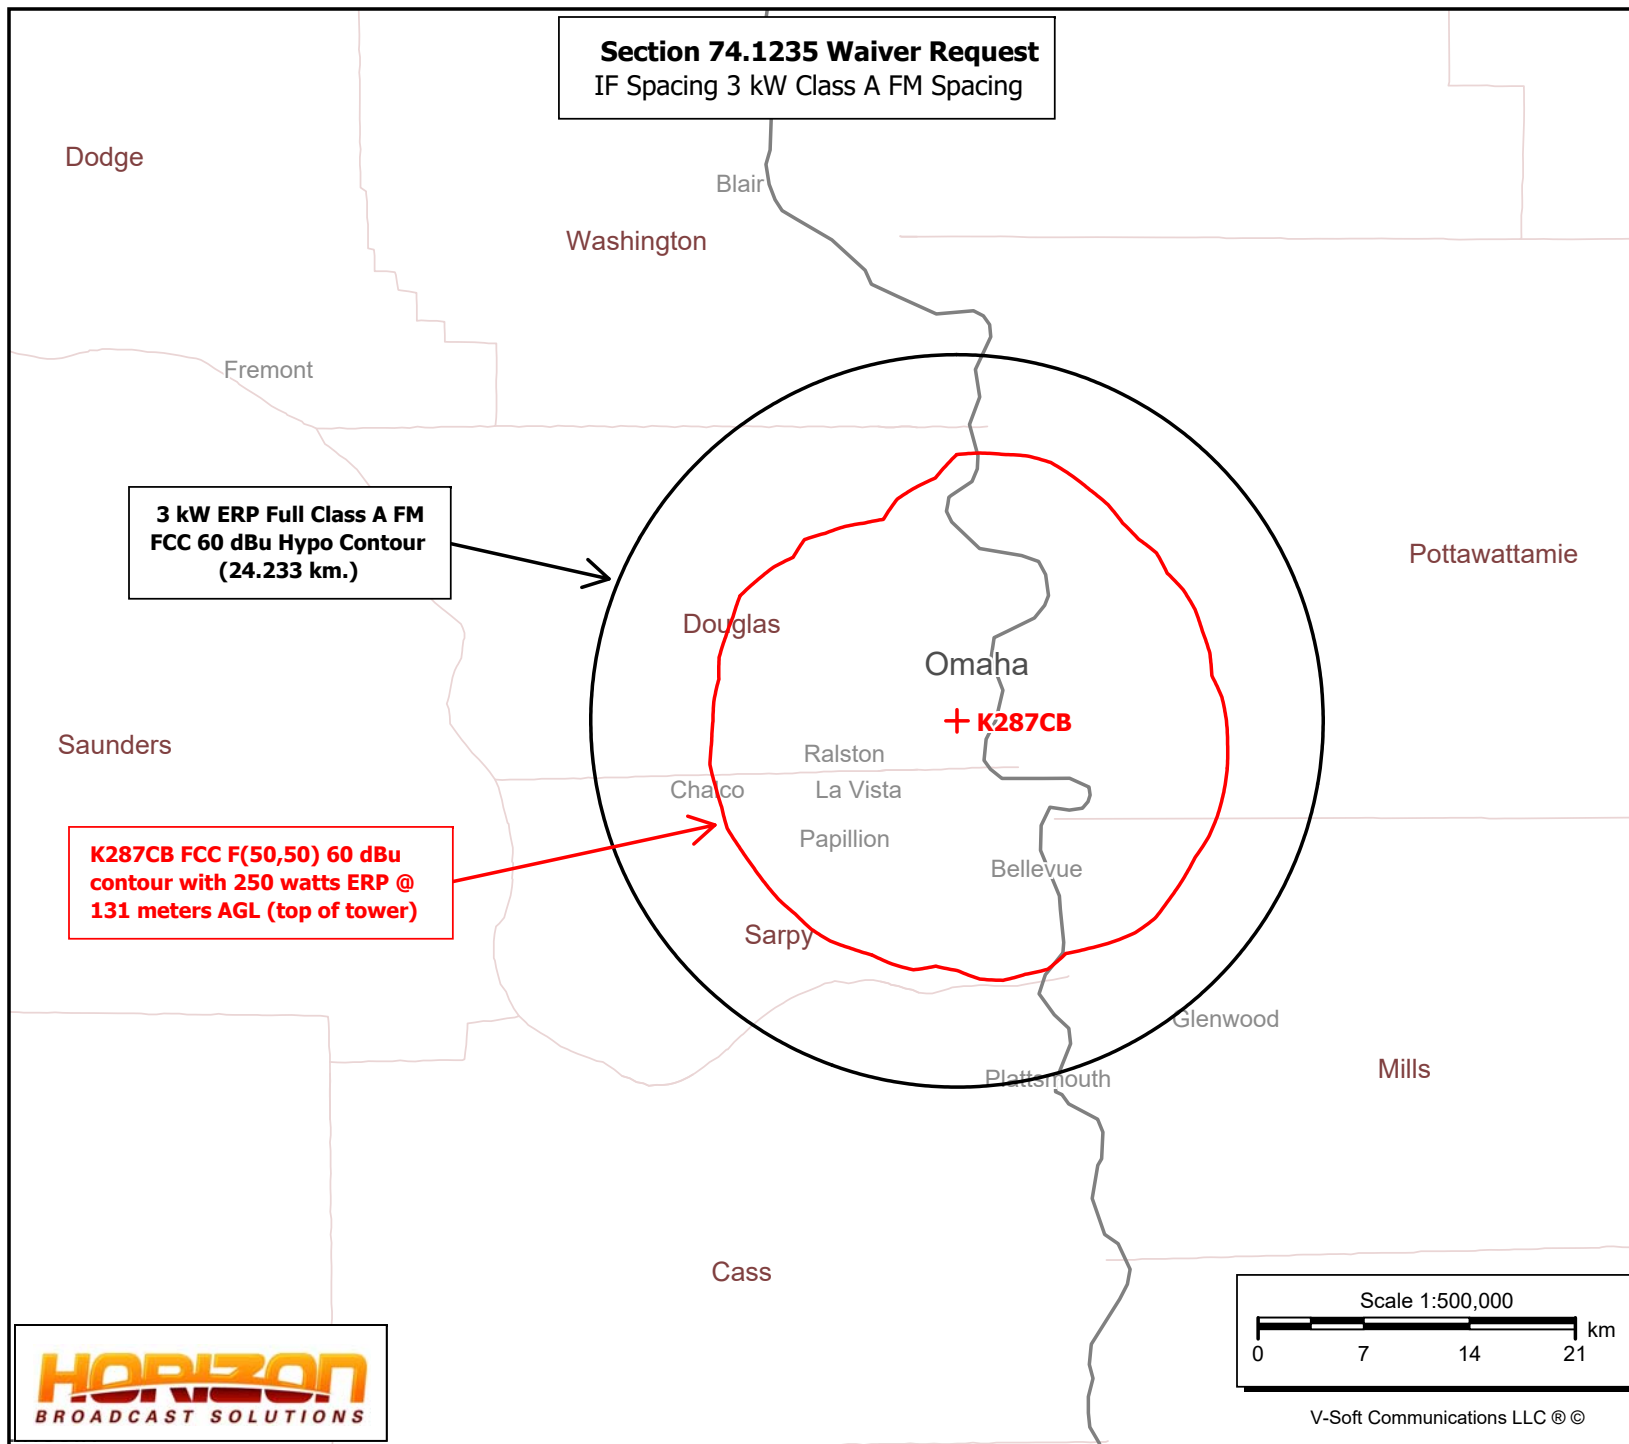 Section 74.1235 Waiver Request
IF Spacing 3 kW Class A FM Spacing
Dodge
Blair
Washington
Fremont
3 kW ERP Full Class A FM
FCC 60 dBu Hypo Contour
(24.233 km.)
Pottawattamie
Douglas
Omaha
K287CB
Saunders
Ralston
Chalco
La Vista
Papillion
Bellevue
K287CB FCC F(50,50) 60 dBu
contour with 250 watts ERP @
131 meters AGL (top of tower)
Sarpy
Glenwood
Plattsmouth
Mills
Cass
Scale 1:500,000
km
0 7 14 21
V-Soft Communications LLC ® ©
HORIZON
BROADCAST SOLUTIONS